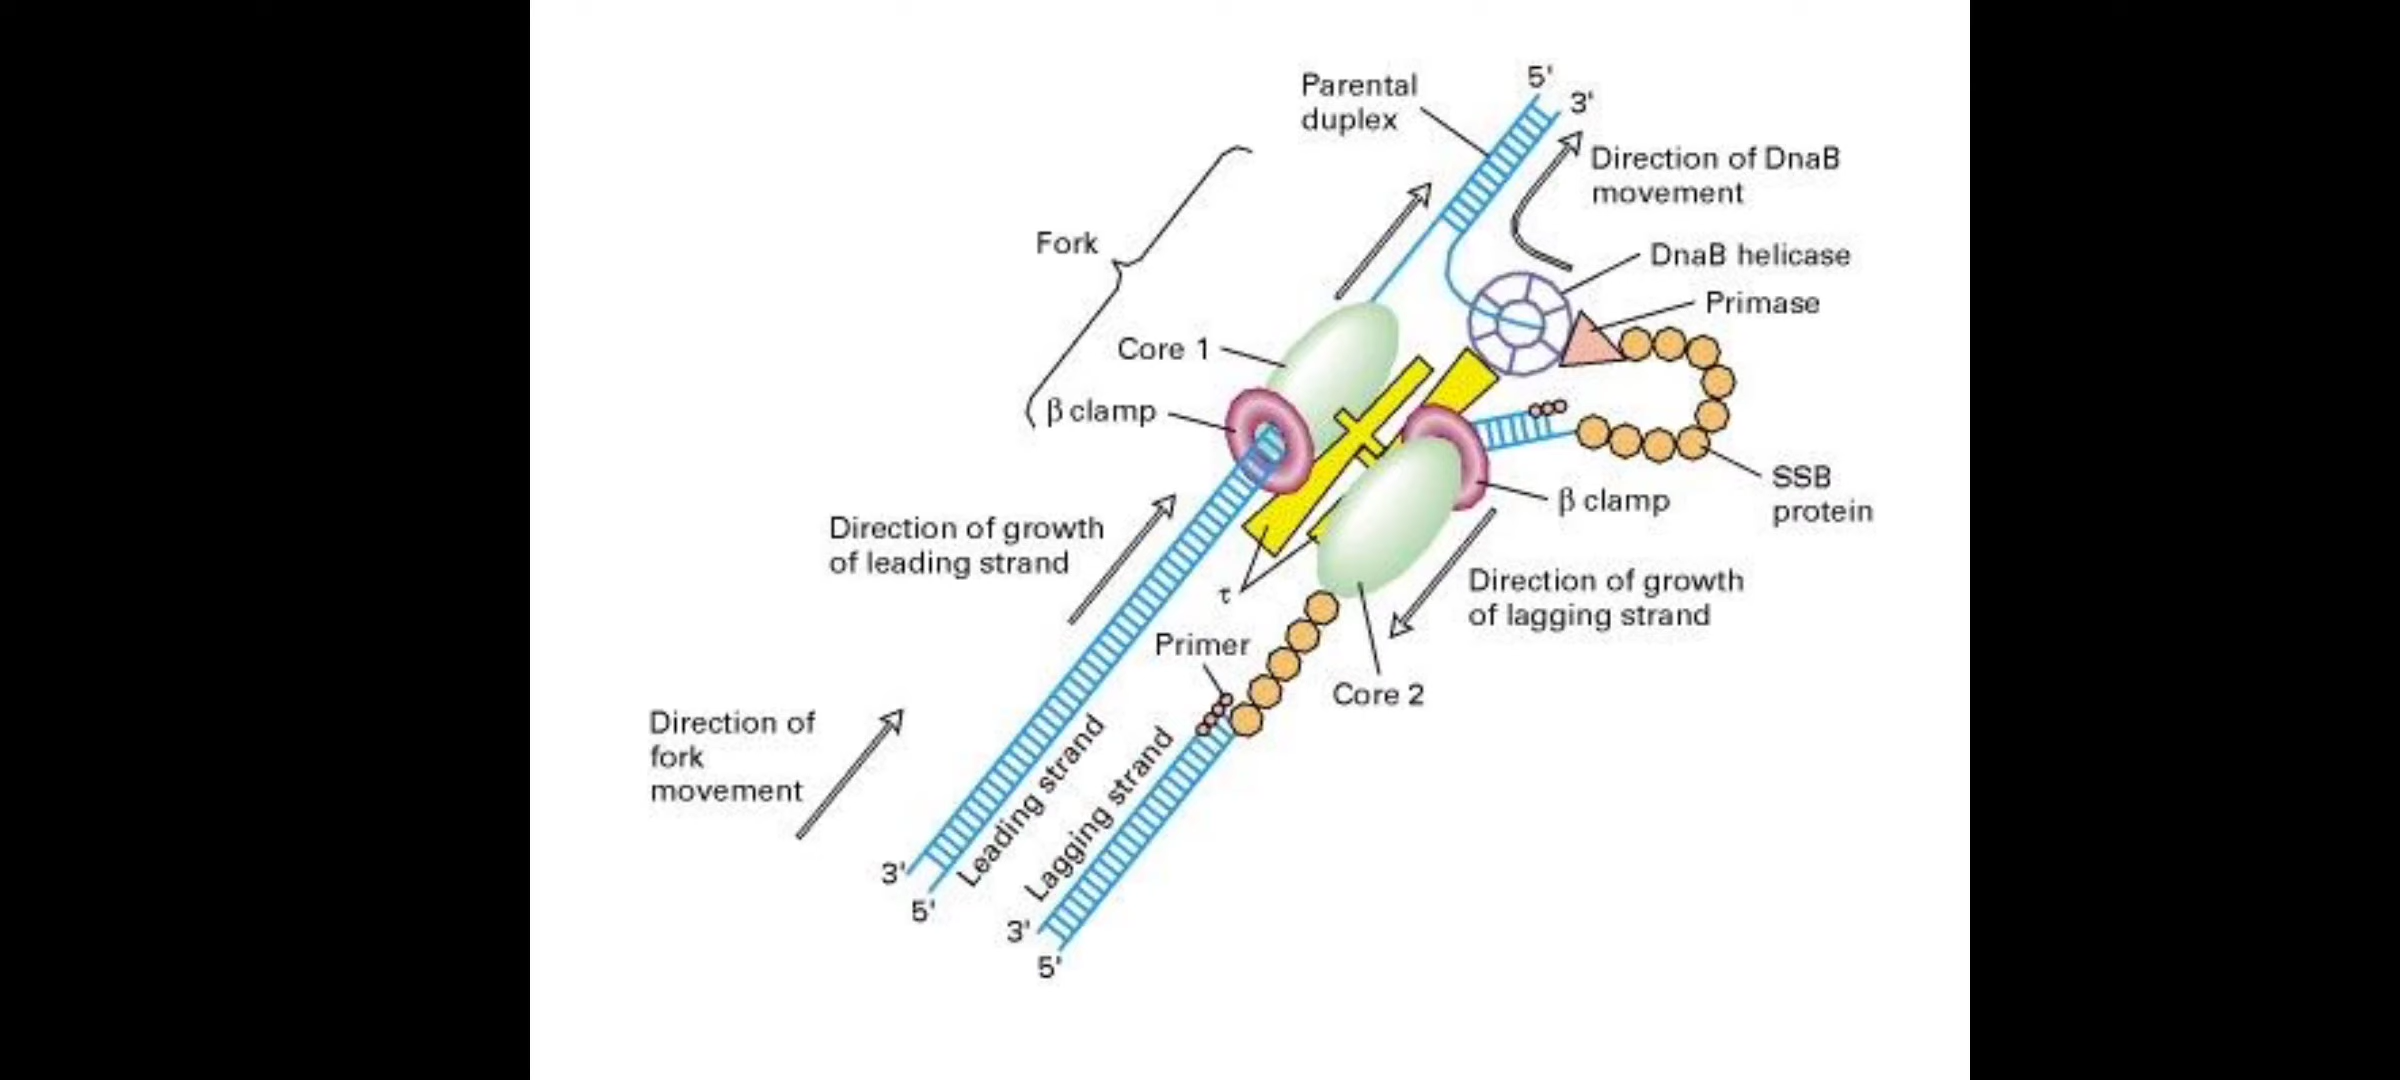 5'
3'
Parental
duplex
Direction of DnaB
movement
Fork
DnaB helicase
Primase
Core 1
β clamp
SSB
protein
β clamp
Direction of growth
of leading strand
Direction of growth
of lagging strand
τ
Primer
Core 2
Direction of
fork
movement
Leading strand
Lagging strand
3'
5'
3'
5'